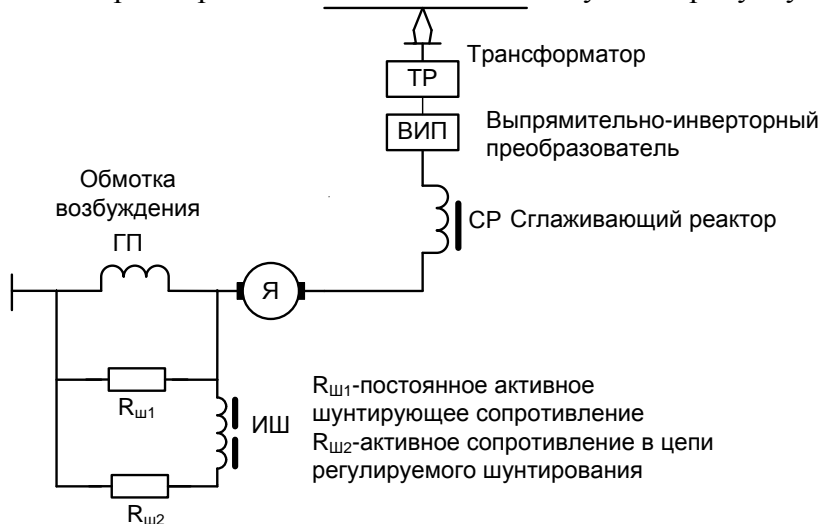 Трансформатор
ТР
ВИП
Выпрямительно-инверторный
преобразователь
Обмотка
возбуждения
ГП
СР Сглаживающий реактор
Я
Rш1
ИШ
Rш2
Rш1-постоянное активное
шунтирующее сопротивление
Rш2-активное сопротивление в цепи
регулируемого шунтирования